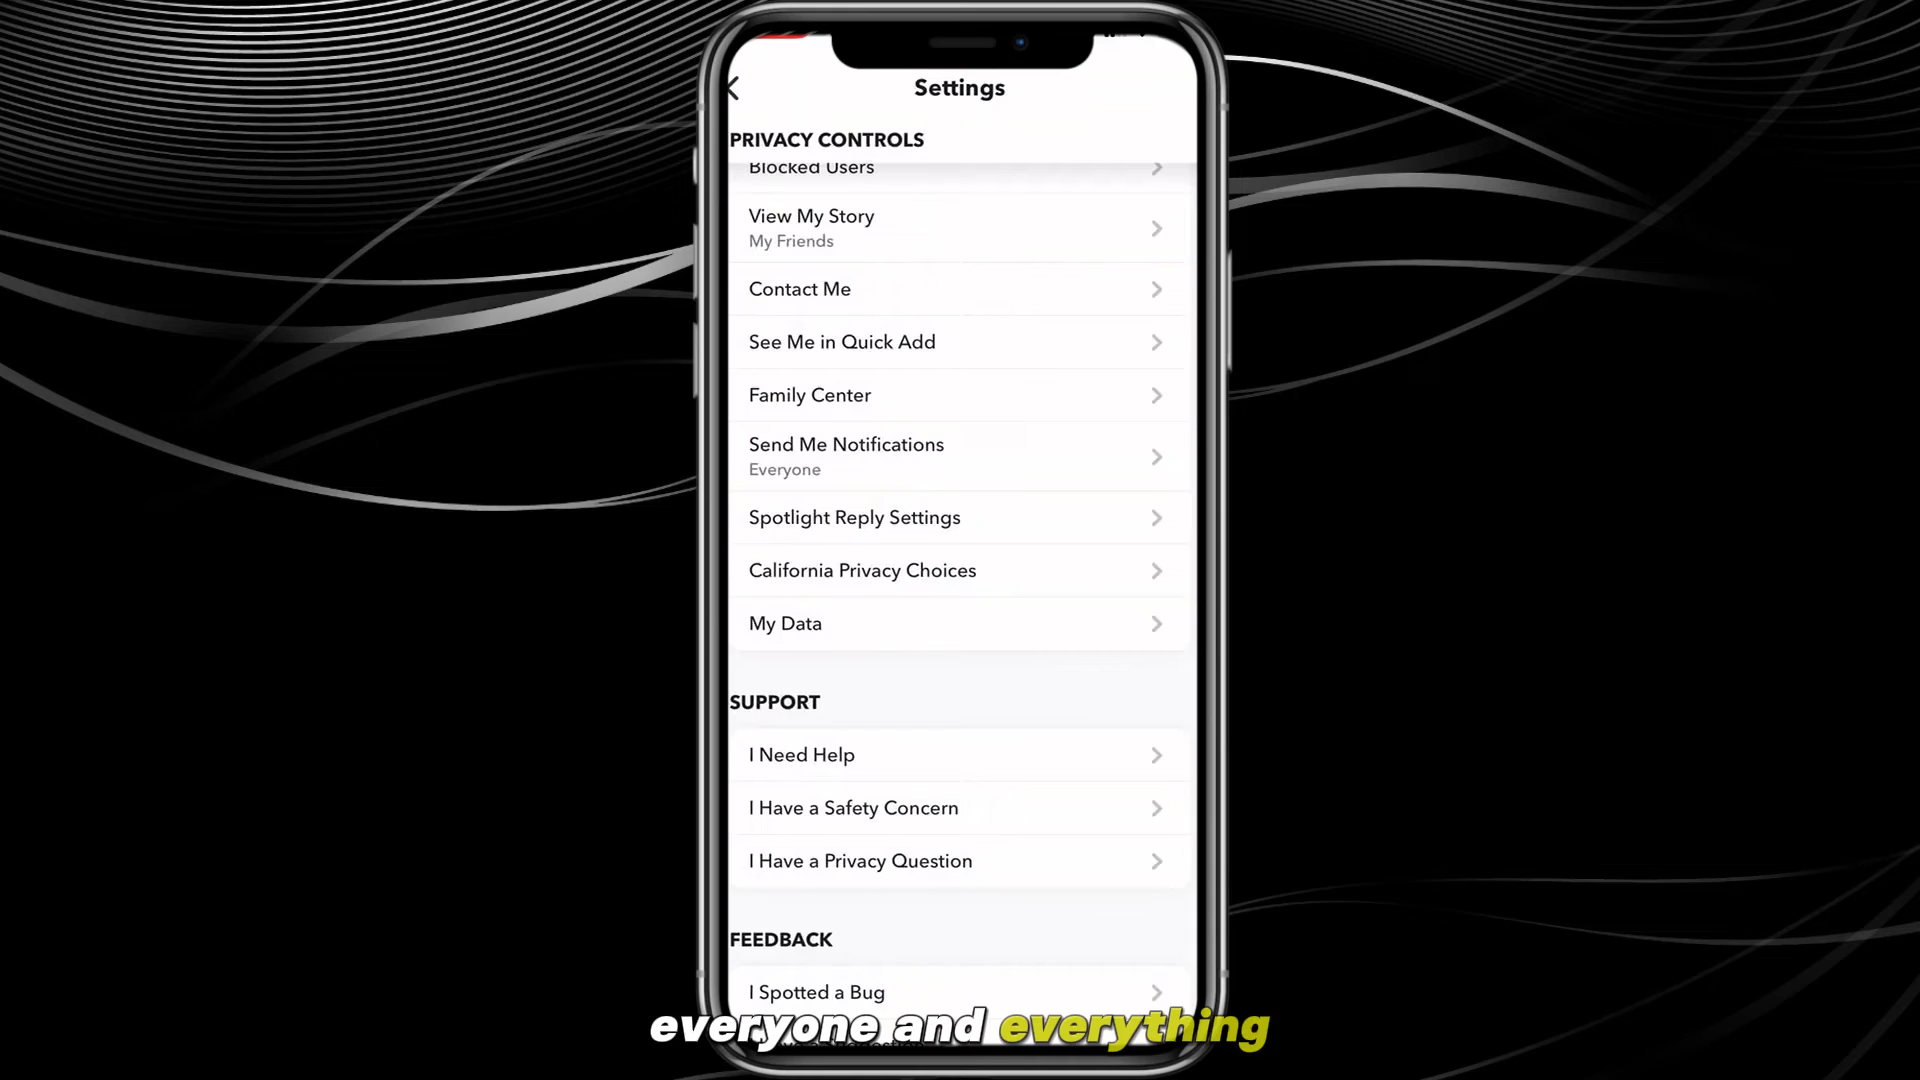 Settings
PRIVACY CONTROLS
Blocked Users
View My Story
My Friends
Contact Me
See Me in Quick Add
Family Center
Send Me Notifications
Everyone
Spotlight Reply Settings
California Privacy Choices
My Data
SUPPORT
I Need Help
I Have a Safety Concern
I Have a Privacy Question
FEEDBACK
I Spotted a Bug
everyone and everything